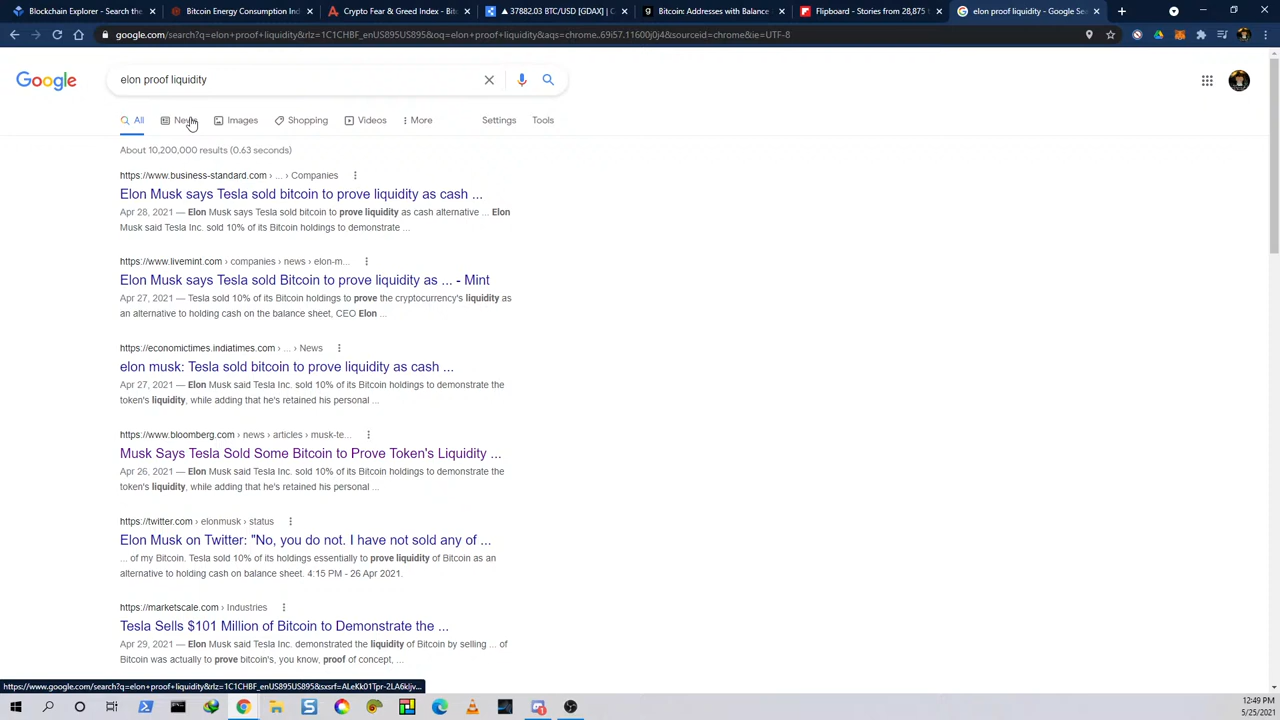 Blockchain Explorer - Search the
Bitcoin Energy Consumption Ind
Crypto Fear & Greed Index - Bitc
▲ 37882.03 BTC/USD [GDAX] | C
Bitcoin: Addresses with Balance
Flipboard - Stories from 28,875 t
elon proof liquidity - Google Sea
google.com/search?q=elon+proof+liquidity&rlz=1C1CHBF_enUS895US895&oq=elon+proof+liquidity&aqs=chrome..69i57.11600j0j4&sourceid=chrome&ie=UTF-8
Google
elon proof liquidity
All
Images
Shopping
Videos
More
Settings
Tools
About 10,200,000 results (0.63 seconds)
https://www.business-standard.com › ... › Companies
Elon Musk says Tesla sold bitcoin to prove liquidity as cash ...
Apr 28, 2021 — Elon Musk says Tesla sold bitcoin to prove liquidity as cash alternative ... Elon
Musk said Tesla Inc. sold 10% of its Bitcoin holdings to demonstrate ...
https://www.livemint.com › companies › news › elon-m...
Elon Musk says Tesla sold Bitcoin to prove liquidity as ... - Mint
Apr 27, 2021 — Tesla sold 10% of its Bitcoin holdings to prove the cryptocurrency's liquidity as
an alternative to holding cash on the balance sheet, CEO Elon ...
https://economictimes.indiatimes.com › ... › News
elon musk: Tesla sold bitcoin to prove liquidity as cash ...
Apr 27, 2021 — Elon Musk said Tesla Inc. sold 10% of its Bitcoin holdings to demonstrate the
token's liquidity, while adding that he's retained his personal ...
https://www.bloomberg.com › news › articles › musk-te...
Musk Says Tesla Sold Some Bitcoin to Prove Token's Liquidity ...
Apr 26, 2021 — Elon Musk said Tesla Inc. sold 10% of its Bitcoin holdings to demonstrate the
token's liquidity, while adding that he's retained his personal ...
https://twitter.com › elonmusk › status
Elon Musk on Twitter: "No, you do not. I have not sold any of ...
... of my Bitcoin. Tesla sold 10% of its holdings essentially to prove liquidity of Bitcoin as an
alternative to holding cash on balance sheet. 4:15 PM - 26 Apr 2021.
https://marketscale.com › Industries
Tesla Sells $101 Million of Bitcoin to Demonstrate the ...
Apr 29, 2021 — Elon Musk said Tesla Inc. demonstrated the liquidity of Bitcoin by selling ... of
Bitcoin was actually to prove bitcoin's, you know, proof of concept, ...
12:49 PM
5/25/2021